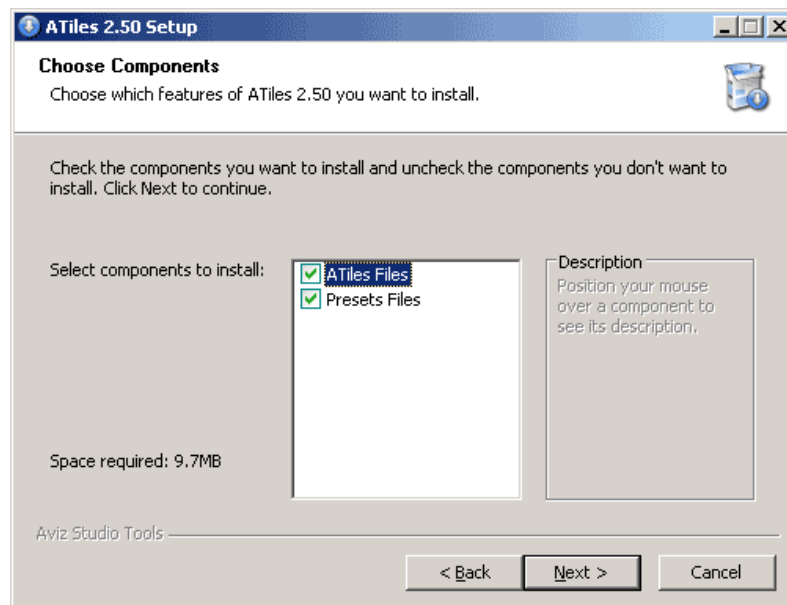 ATiles 2.50 Setup
Choose Components
Choose which features of ATiles 2.50 you want to install.
Check the components you want to install and uncheck the components you don't want to
install. Click Next to continue.
Select components to install:
ATiles Files
Presets Files
Description
Position your mouse
over a component to
see its description.
Space required: 9.7MB
Aviz Studio Tools
< Back
Next >
Cancel